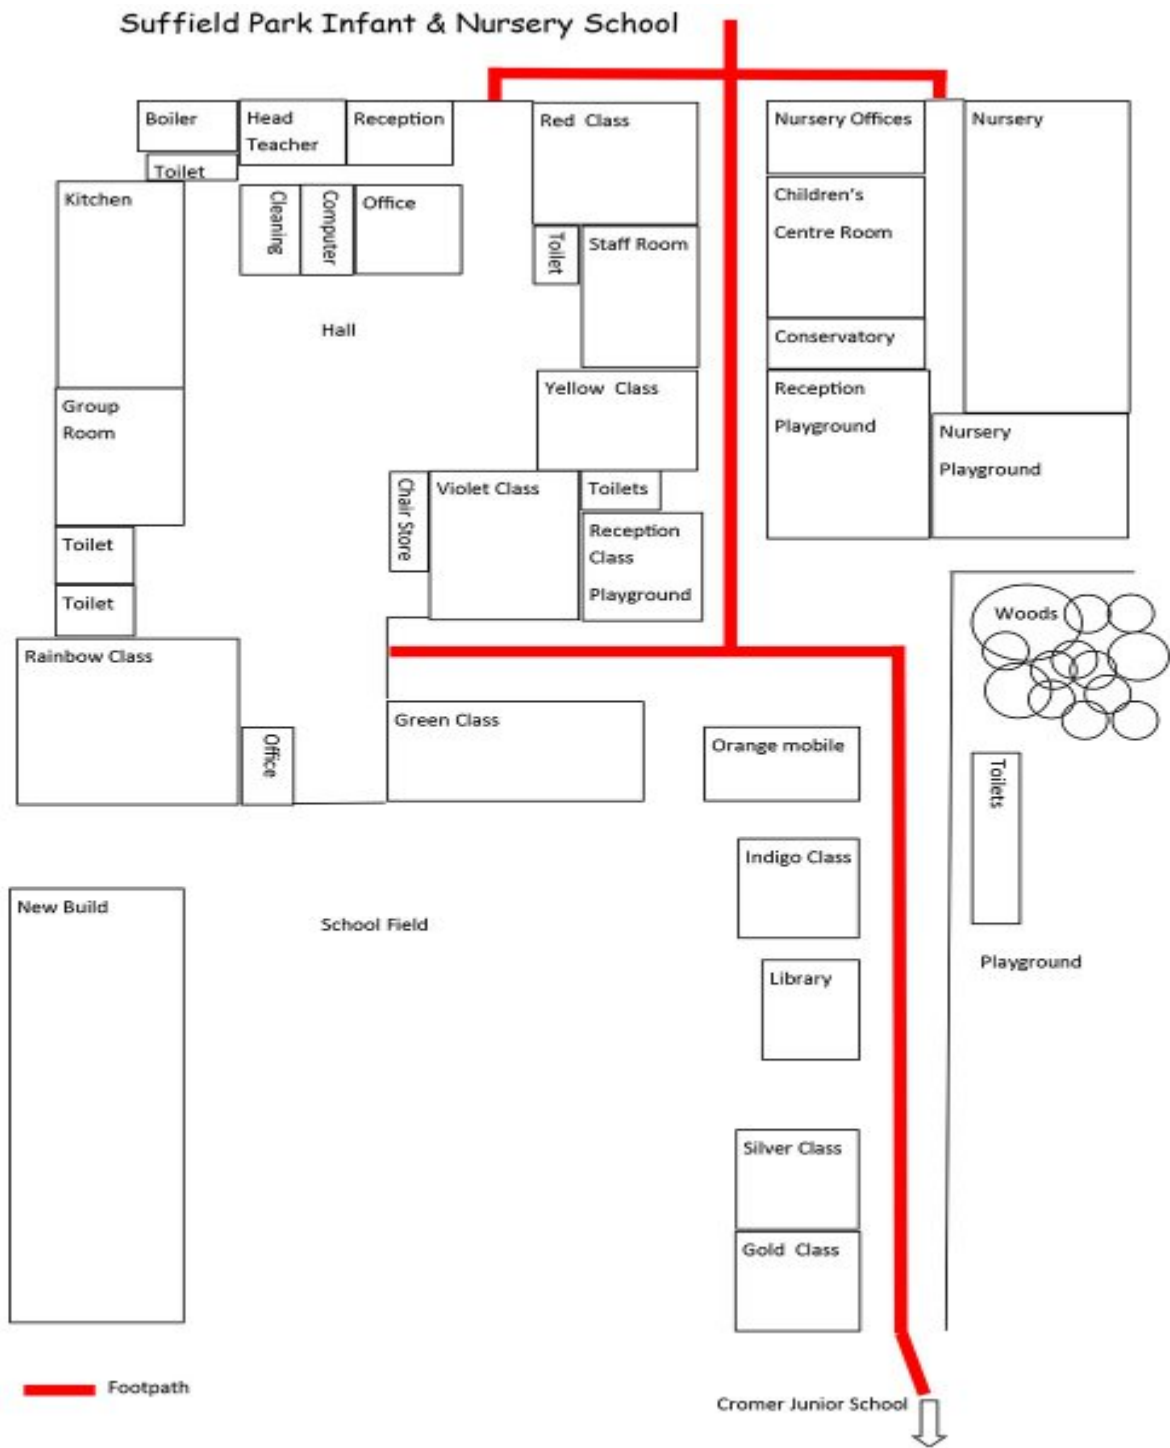 Suffield Park Infant & Nursery School
Boiler
Head
Teacher
Reception
Red Class
Nursery Offices
Nursery
Toilet
Kitchen
Cleaning
Computer
Office
Toilet
Staff Room
Children's
Centre Room
Hall
Conservatory
Group
Room
Yellow Class
Reception
Playground
Nursery
Playground
Chair Store
Violet Class
Toilets
Reception
Class
Playground
Toilet
Toilet
Woods
Rainbow Class
Green Class
Office
Orange mobile
Toilets
Indigo Class
New Build
School Field
Library
Playground
Silver Class
Gold Class
Footpath
Cromer Junior School